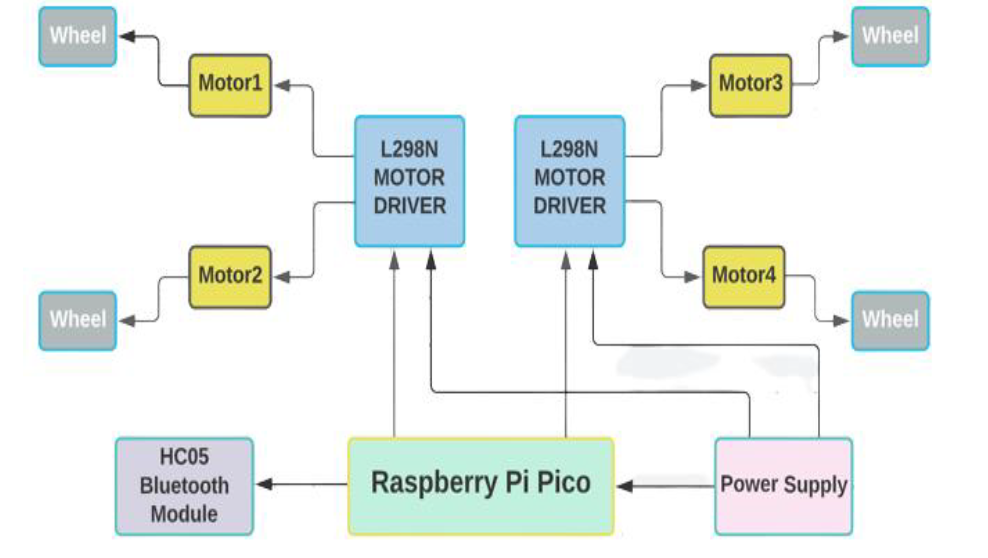 Wheel
Wheel
Motor1
Motor3
L298N
MOTOR
DRIVER
L298N
MOTOR
DRIVER
Motor2
Motor4
Wheel
Wheel
HC05
Bluetooth
Module
Raspberry Pi Pico
Power Supply